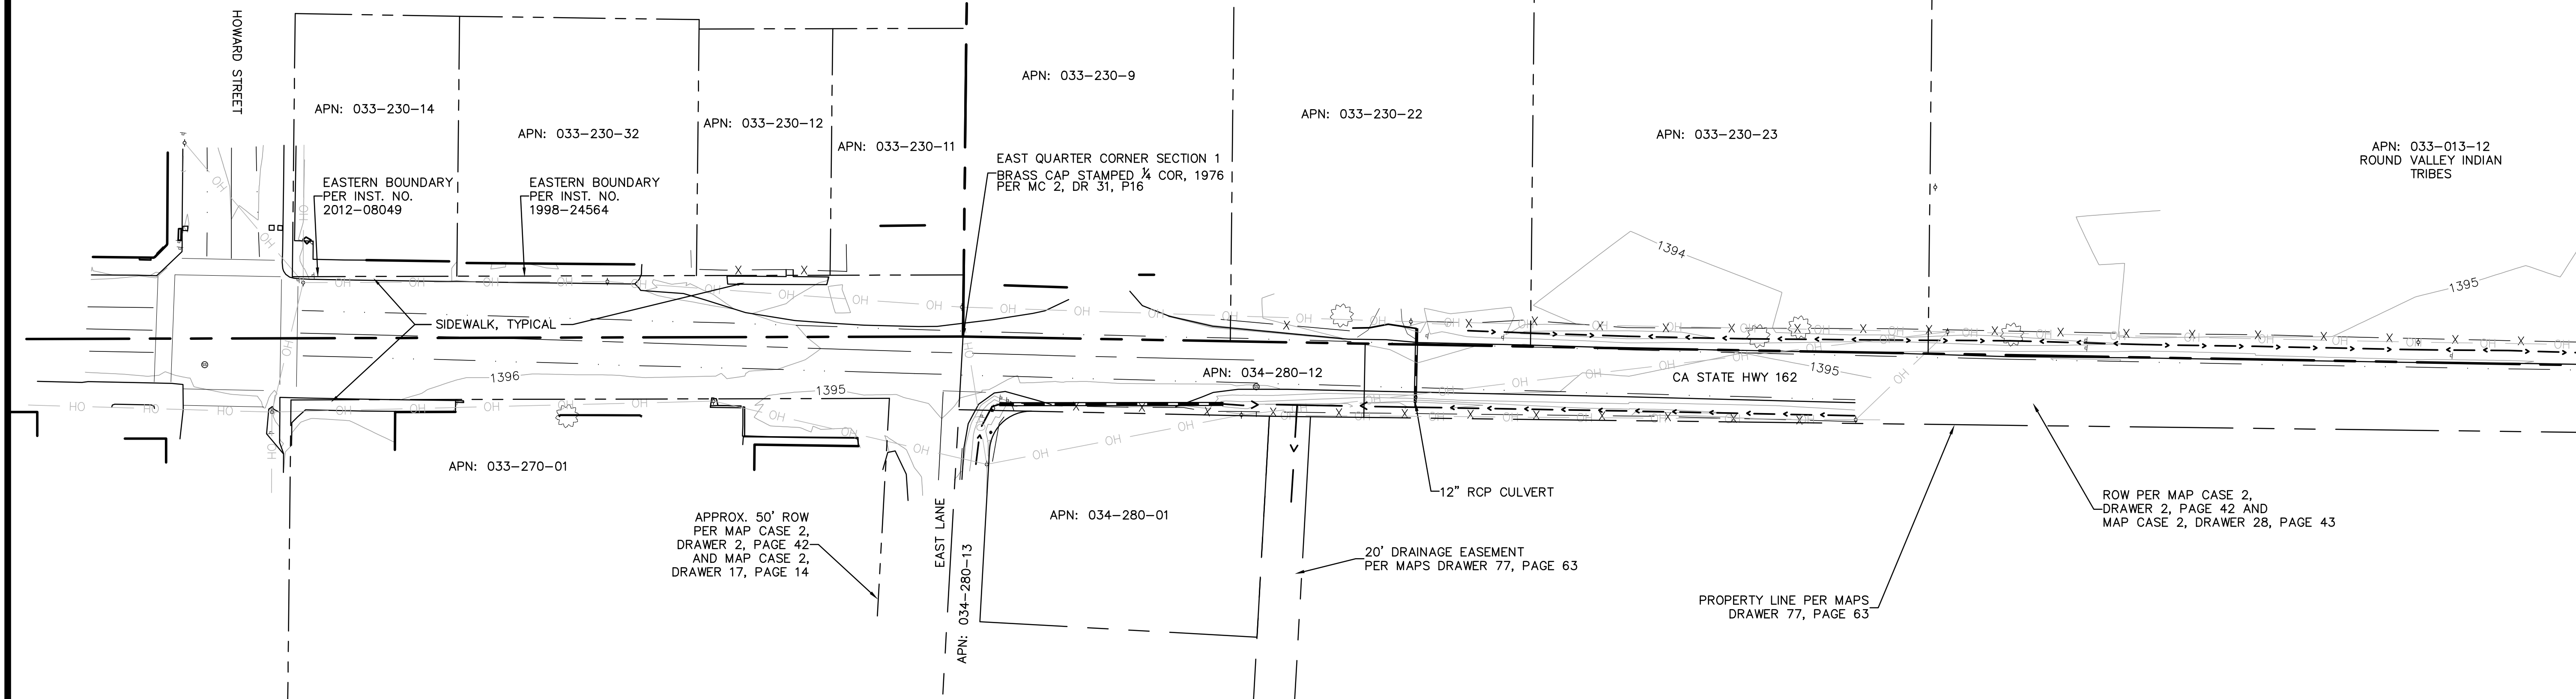 HOWARD STREET
APN: 033-230-14
APN: 033-230-32
APN: 033-230-12
APN: 033-230-11
APN: 033-230-9
APN: 033-230-22
APN: 033-230-23
APN: 033-013-12
ROUND VALLEY INDIAN
TRIBES
EASTERN BOUNDARY
PER INST. NO.
2012-08049
EASTERN BOUNDARY
PER INST. NO.
1998-24564
EAST QUARTER CORNER SECTION 1
BRASS CAP STAMPED ¼ COR, 1976
PER MC 2, DR 31, P16
1394
1395
SIDEWALK, TYPICAL
1396
1395
APN: 034-280-12
CA STATE HWY 162
1395
APN: 033-270-01
APPROX. 50' ROW
PER MAP CASE 2,
DRAWER 2, PAGE 42
AND MAP CASE 2,
DRAWER 17, PAGE 14
EAST LANE
APN: 034-280-13
APN: 034-280-01
12" RCP CULVERT
20' DRAINAGE EASEMENT
PER MAPS DRAWER 77, PAGE 63
PROPERTY LINE PER MAPS
DRAWER 77, PAGE 63
ROW PER MAP CASE 2,
DRAWER 2, PAGE 42 AND
MAP CASE 2, DRAWER 28, PAGE 43